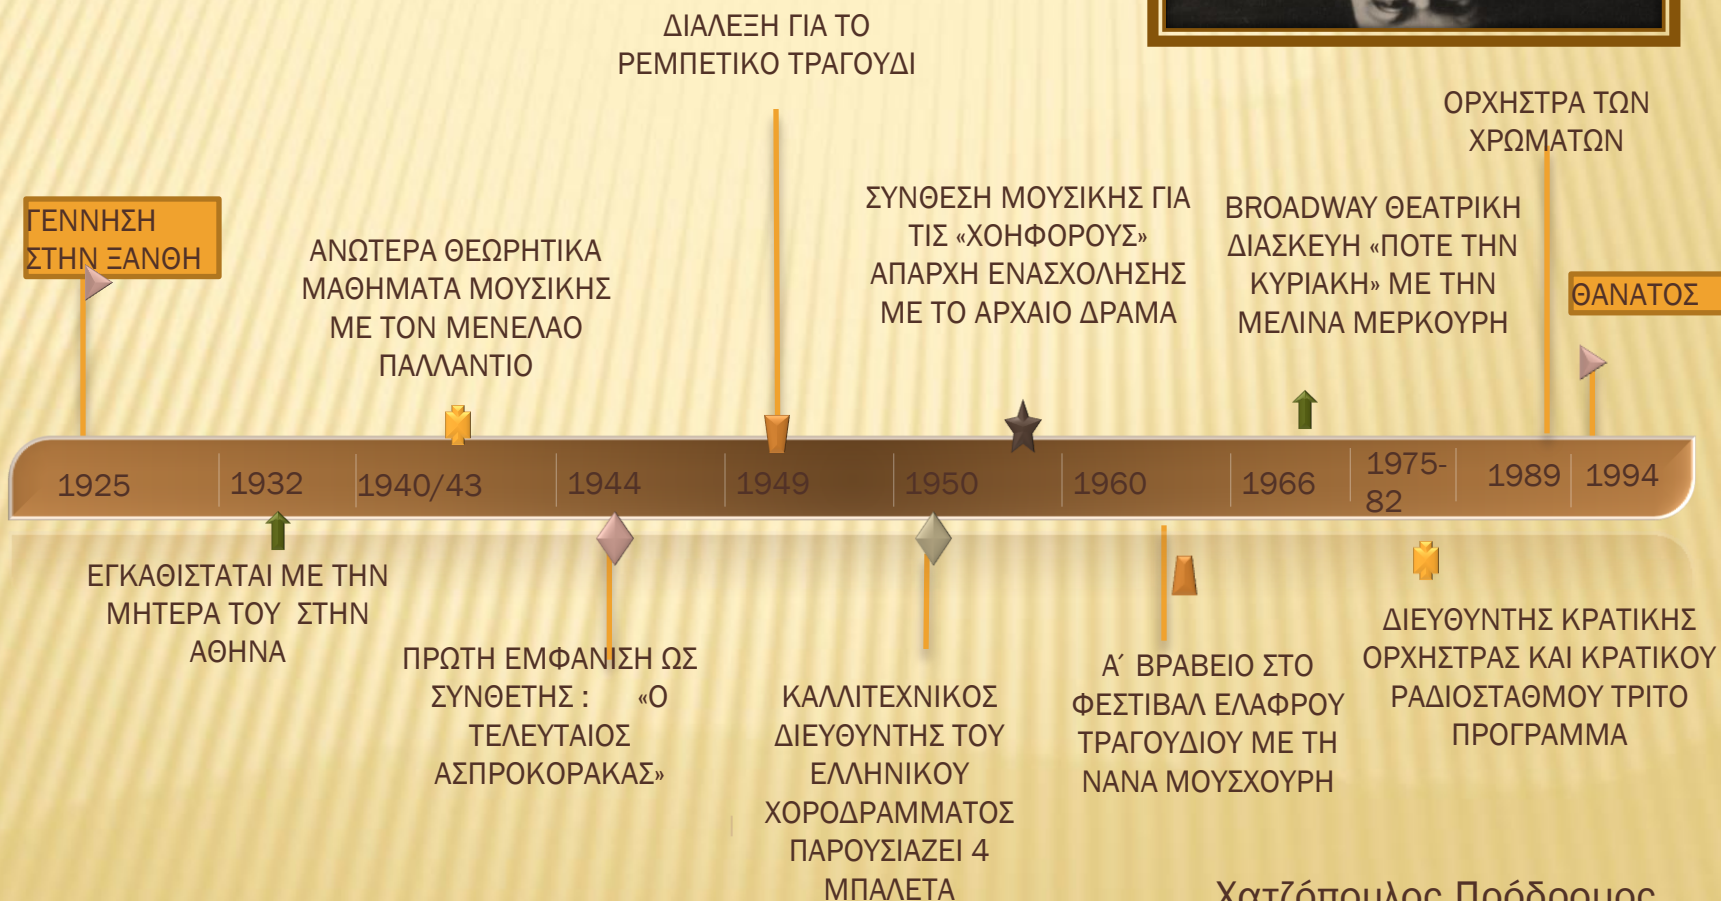 ΔΙΑΛΕΞΗ ΓΙΑ ΤΟ
ΡΕΜΠΕΤΙΚΟ ΤΡΑΓΟΥΔΙ
ΟΡΧΗΣΤΡΑ ΤΩΝ
ΧΡΩΜΑΤΩΝ
ΓΕΝΝΗΣΗ
ΣΤΗΝ ΞΑΝΘΗ
ΑΝΩΤΕΡΑ ΘΕΩΡΗΤΙΚΑ
ΜΑΘΗΜΑΤΑ ΜΟΥΣΙΚΗΣ
ΜΕ ΤΟΝ ΜΕΝΕΛΑΟ
ΠΑΛΛΑΝΤΙΟ
ΣΥΝΘΕΣΗ ΜΟΥΣΙΚΗΣ ΓΙΑ
ΤΙΣ «ΧΟΗΦΟΡΟΥΣ»
ΑΠΑΡΧΗ ΕΝΑΣΧΟΛΗΣΗΣ
ΜΕ ΤΟ ΑΡΧΑΙΟ ΔΡΑΜΑ
BROADWAY ΘΕΑΤΡΙΚΗ
ΔΙΑΣΚΕΥΗ «ΠΟΤΕ ΤΗΝ
ΚΥΡΙΑΚΗ» ΜΕ ΤΗΝ
ΜΕΛΙΝΑ ΜΕΡΚΟΥΡΗ
ΘΑΝΑΤΟΣ
1925
1932
1940/43
1944
1949
1950
1960
1966
1975-
82
1989
1994
ΕΓΚΑΘΙΣΤΑΤΑΙ ΜΕ ΤΗΝ
ΜΗΤΕΡΑ ΤΟΥ ΣΤΗΝ
ΑΘΗΝΑ
ΠΡΩΤΗ ΕΜΦΑΝΙΣΗ ΩΣ
ΣΥΝΘΕΤΗΣ : «Ο
ΤΕΛΕΥΤΑΙΟΣ
ΑΣΠΡΟΚΟΡΑΚΑΣ»
ΚΑΛΛΙΤΕΧΝΙΚΟΣ
ΔΙΕΥΘΥΝΤΗΣ ΤΟΥ
ΕΛΛΗΝΙΚΟΥ
ΧΟΡΟΔΡΑΜΜΑΤΟΣ
ΠΑΡΟΥΣΙΑΖΕΙ 4
ΜΠΑΛΕΤΑ
Α΄ ΒΡΑΒΕΙΟ ΣΤΟ
ΦΕΣΤΙΒΑΛ ΕΛΑΦΡΟΥ
ΤΡΑΓΟΥΔΙΟΥ ΜΕ ΤΗ
ΝΑΝΑ ΜΟΥΣΧΟΥΡΗ
ΔΙΕΥΘΥΝΤΗΣ ΚΡΑΤΙΚΗΣ
ΟΡΧΗΣΤΡΑΣ ΚΑΙ ΚΡΑΤΙΚΟΥ
ΡΑΔΙΟΣΤΑΘΜΟΥ ΤΡΙΤΟ
ΠΡΟΓΡΑΜΜΑ
Χατζόπουλος Πρόδρομος